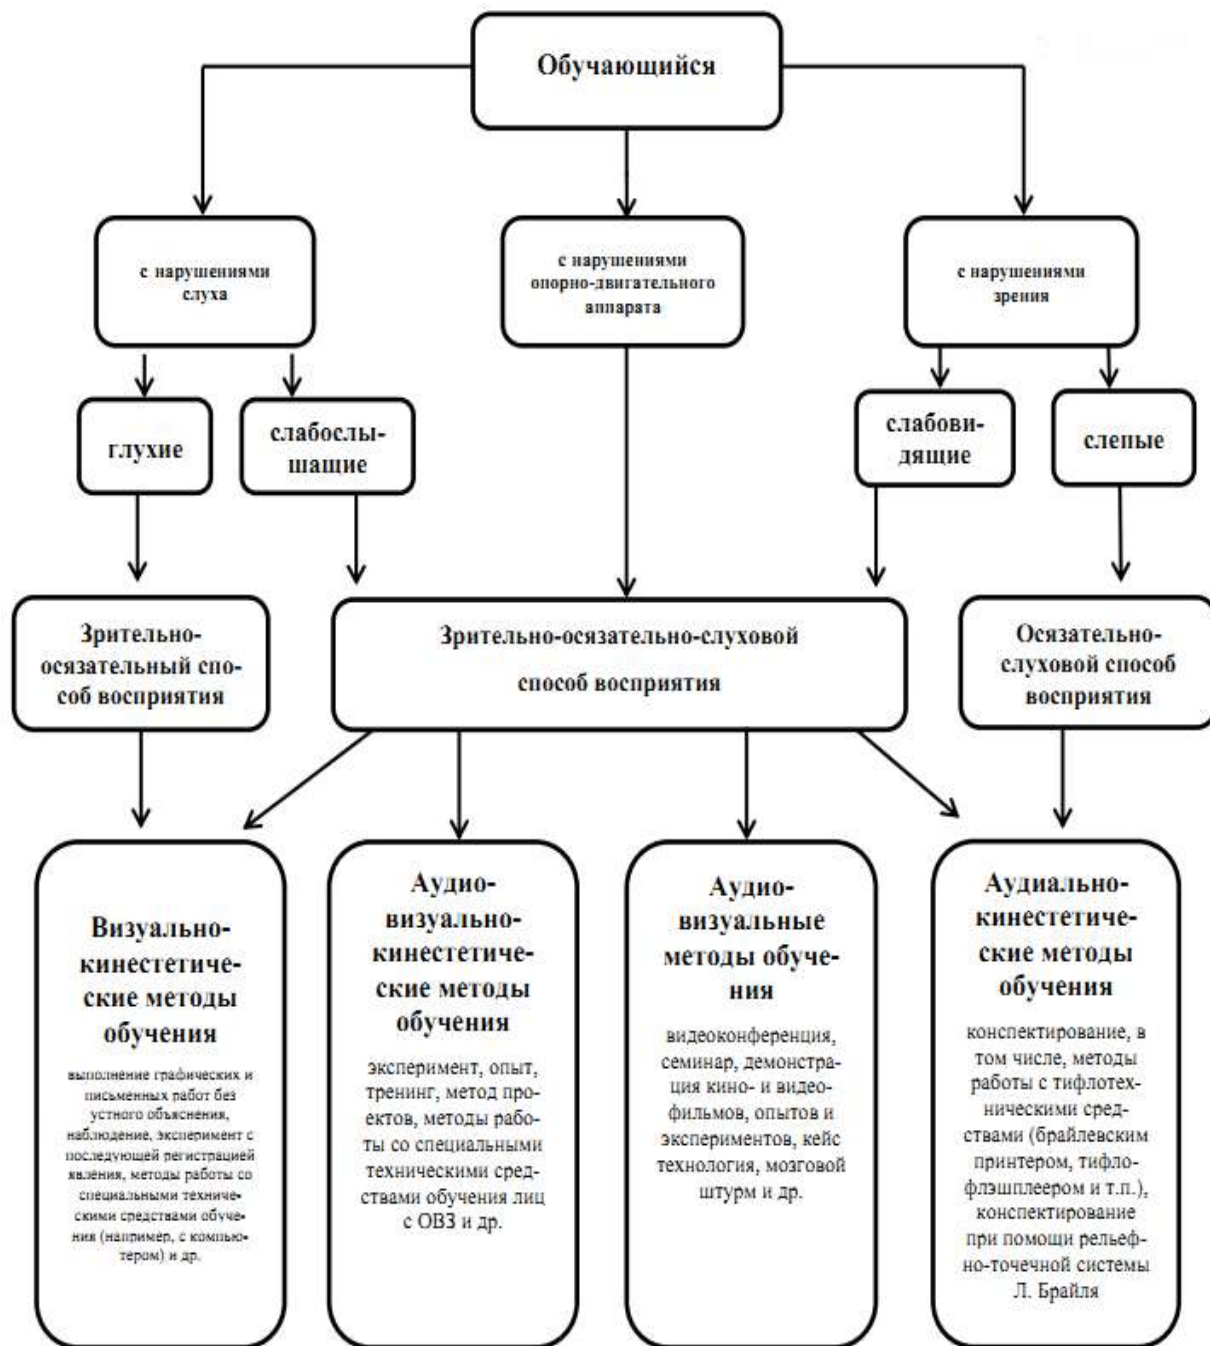 Обучающийся
с нарушениями
слуха
с нарушениями
опорно-двигательного
аппарата
с нарушениями
зрения
глухие
слабослы-
шащие
слабови-
дящие
слепые
Зрительно-
осязательный спо-
соб восприятия
Зрительно-осязательно-слуховой
способ восприятия
Осязательно-
слуховой способ
восприятия
Визуально-
кинестетиче-
ские методы
обучения
выполнение графических и
письменных работ без
устного объяснения,
наблюдение, эксперимент с
последующей регистрацией
явления, методы работы со
специальными техниче-
скими средствами обуче-
ния (например, с компью-
тером) и др.
Аудио-
визуально-
кинестетиче-
ские методы
обучения
эксперимент, опыт,
тренинг, метод про-
ектов, методы рабо-
ты со специальными
техническими сред-
ствами обучения лиц
с ОВЗ и др.
Аудио-
визуальные
методы обуче-
ния
видеоконференция,
семинар, демонстра-
ция кино- и видео-
фильмов, опытов и
экспериментов, кейс
технология, мозговой
штурм и др.
Аудиально-
кинестетиче-
ские методы
обучения
конспектирование, в
том числе, методы
работы с тифлотех-
ническими сред-
ствами (брайлевским
принтером, тифло-
флэшплеером и т.п.),
конспектирование
при помощи рельеф-
но-точечной системы
Л. Брайля